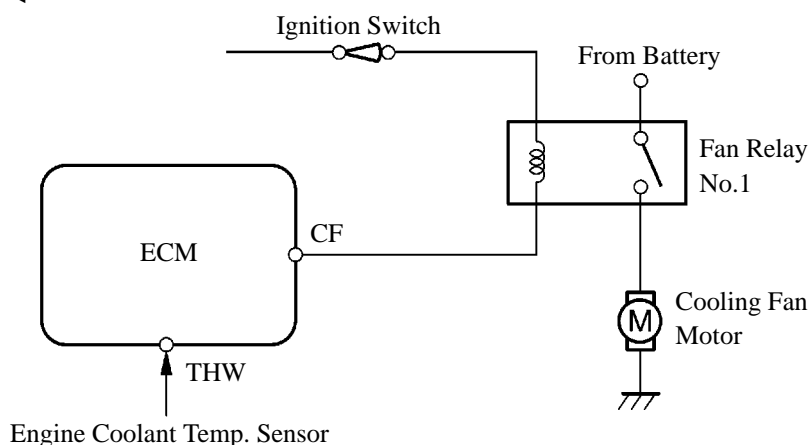 Ignition Switch
From Battery
Fan Relay
No.1
ECM
CF
Cooling Fan
Motor
M
THW
Engine Coolant Temp. Sensor